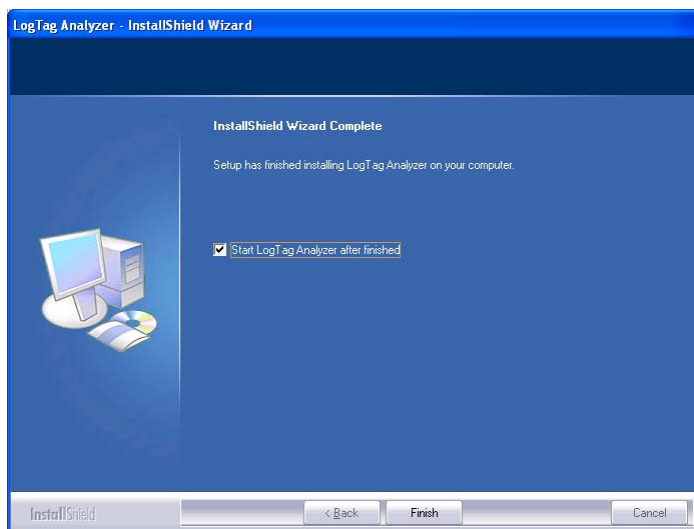 LogTag Analyzer - InstallShield Wizard
InstallShield Wizard Complete
Setup has finished installing LogTag Analyzer on your computer.
Start LogTag Analyzer after finished
InstallShield
< Back
Finish
Cancel